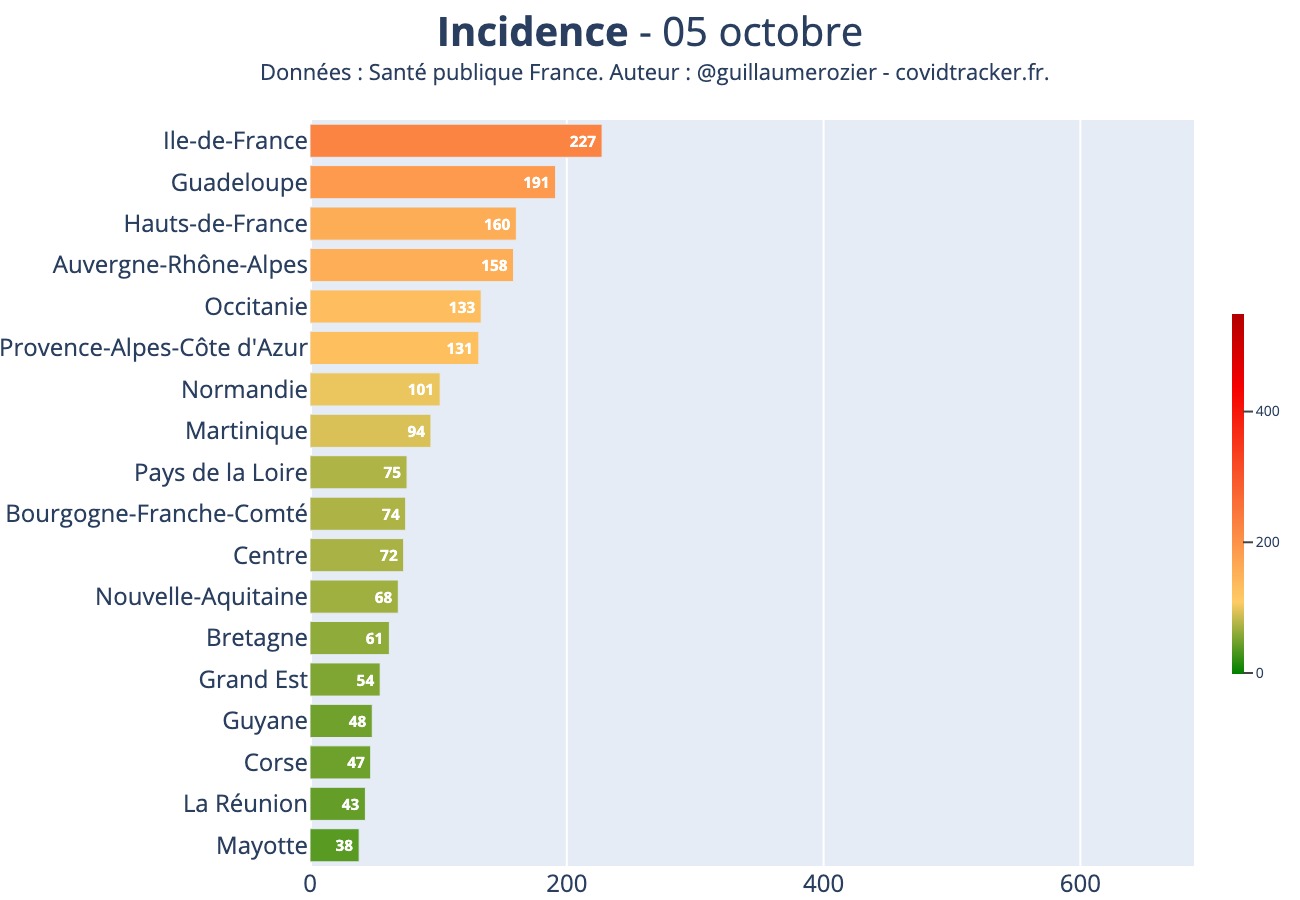 Incidence - 05 octobre
Données : Santé publique France. Auteur : @guillaumerozier - covidtracker.fr.
Ile-de-France 227
Guadeloupe 191
Hauts-de-France 160
Auvergne-Rhône-Alpes 158
Occitanie 133
Provence-Alpes-Côte d'Azur 131
Normandie 101
Martinique 94
Pays de la Loire 75
Bourgogne-Franche-Comté 74
Centre 72
Nouvelle-Aquitaine 68
Bretagne 61
Grand Est 54
Guyane 48
Corse 47
La Réunion 43
Mayotte 38
0 200 400 600
400
200
0